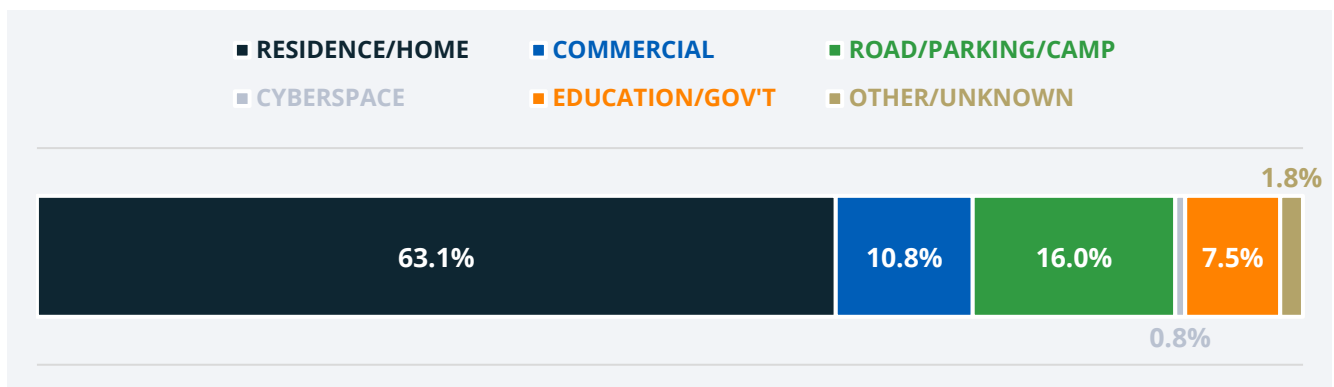 RESIDENCE/HOME COMMERCIAL ROAD/PARKING/CAMP
CYBERSPACE EDUCATION/GOV'T OTHER/UNKNOWN
1.8%
63.1% 10.8% 16.0% 7.5%
0.8%